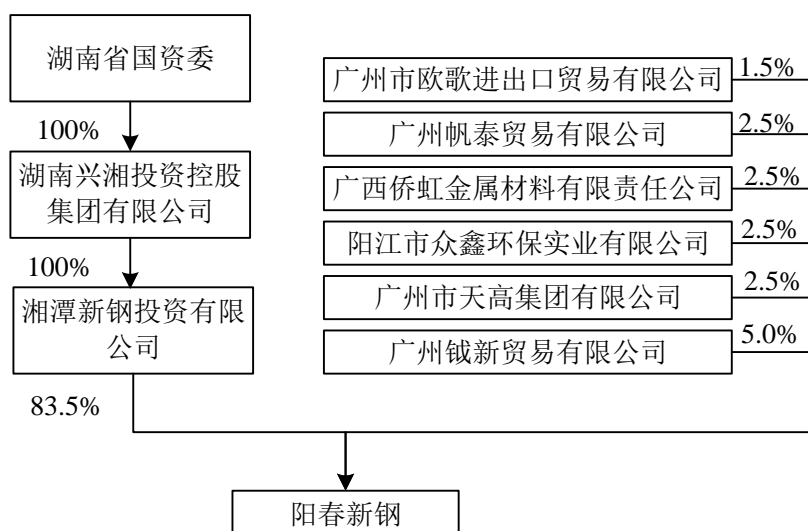 湖南省国资委
100%
湖南兴湘投资控股
集团有限公司
100%
湘潭新钢投资有限
公司
83.5%
广州市欧歌进出口贸易有限公司
1.5%
广州帆泰贸易有限公司
2.5%
广西侨虹金属材料有限责任公司
2.5%
阳江市众鑫环保实业有限公司
2.5%
广州市天高集团有限公司
2.5%
广州钺新贸易有限公司
5.0%
阳春新钢